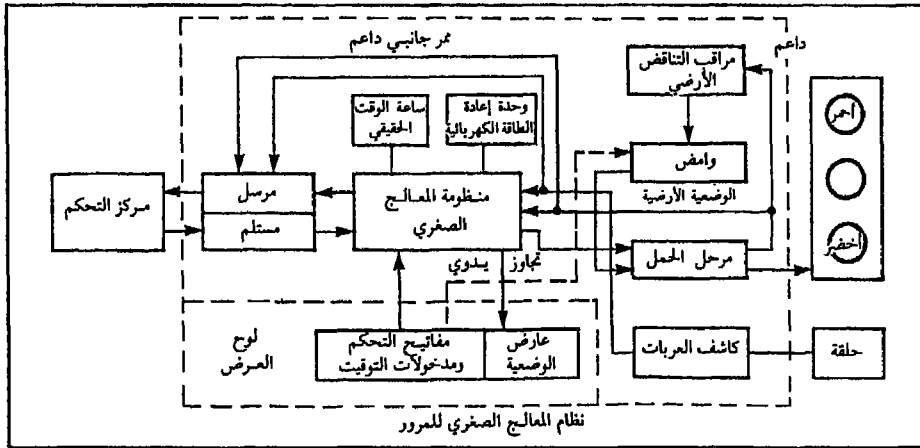 ممر جانبي داعم
داعم
مراقب التناقض
الأرضي
احمر
ساعة الوقت
الحقيقي
وحدة إعادة
الطاقة الكهربائية
وامض
الوضعية الأرضية
مركز التحكم
مرسل
مستلم
منظومة المعالج
الصغري
اخضر
مرحل الحمل
تجاوز يدوي
لوح
العرض
مفاتيح التحكم
ومدخولات التوقيت
عارض
الوضعية
كاشف العربات
حلقة
نظام المعالج الصغري للمرور